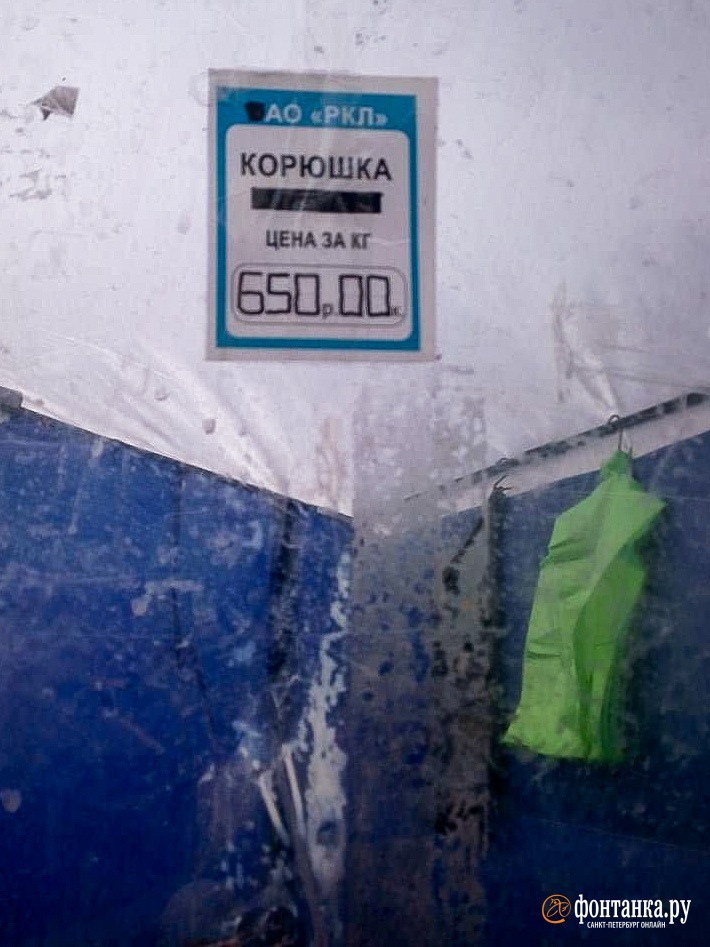 АО «РКЛ»
КОРЮШКА
ЦЕНА ЗА КГ
650р.00к.
фонтанка.ру
САНКТ-ПЕТЕРБУРГ ОНЛАЙН